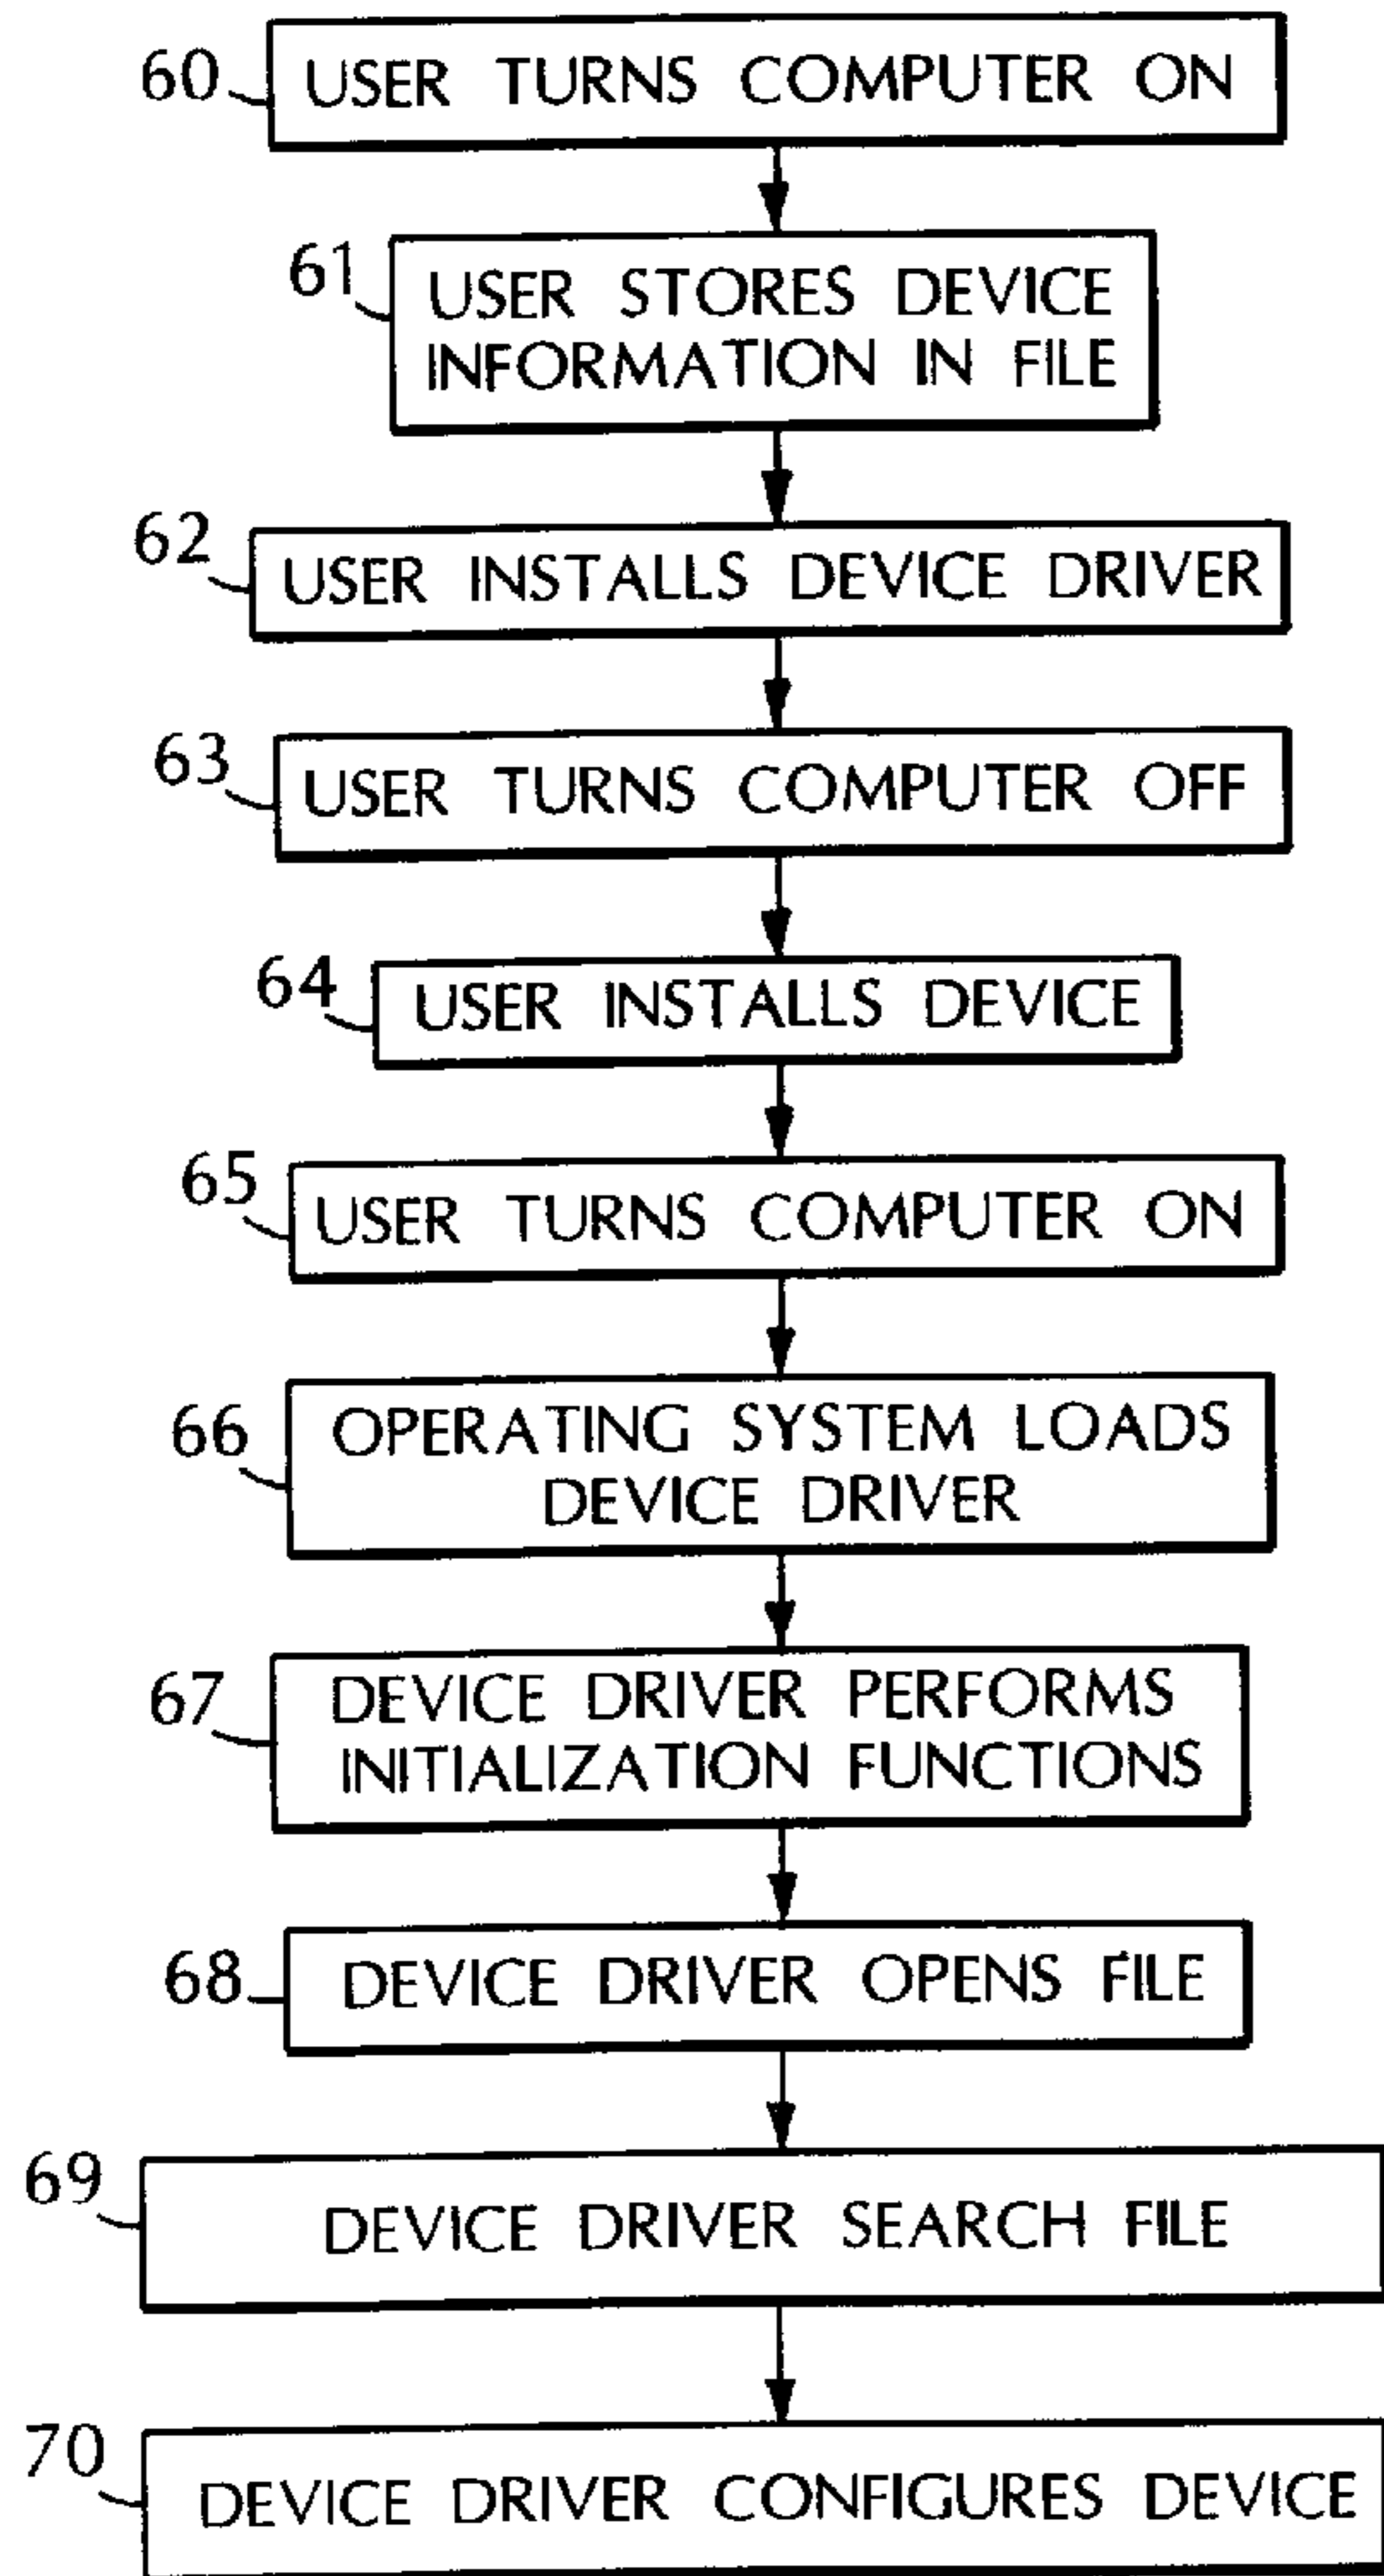 60 USER TURNS COMPUTER ON
61 USER STORES DEVICE
INFORMATION IN FILE
62 USER INSTALLS DEVICE DRIVER
63 USER TURNS COMPUTER OFF
64 USER INSTALLS DEVICE
65 USER TURNS COMPUTER ON
66 OPERATING SYSTEM LOADS
DEVICE DRIVER
67 DEVICE DRIVER PERFORMS
INITIALIZATION FUNCTIONS
68 DEVICE DRIVER OPENS FILE
69 DEVICE DRIVER SEARCH FILE
70 DEVICE DRIVER CONFIGURES DEVICE